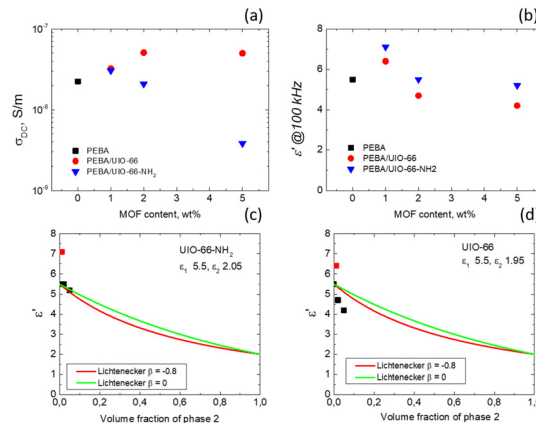 (a)
10⁻⁷
10⁻⁸
10⁻⁹
σDC, S/m
PEBA
PEBA/UIO-66
PEBA/UIO-66-NH₂
0 1 2 3 4 5
MOF content, wt%
(b)
8
6
4
2
0
ε' @100 kHz
PEBA
PEBA/UIO-66
PEBA/UIO-66-NH2
0 1 2 3 4 5
MOF content, wt%
(c)
8
7
6
5
4
3
2
1
0
ε'
UIO-66-NH₂
ε₁ 5.5, ε₂ 2.05
Lichtenecker β = -0.8
Lichtenecker β = 0
0,0 0,2 0,4 0,6 0,8 1,0
Volume fraction of phase 2
(d)
8
7
6
5
4
3
2
1
0
ε'
UIO-66
ε₁ 5.5, ε₂ 1.95
Lichtenecker β = -0.8
Lichtenecker β = 0
0,0 0,2 0,4 0,6 0,8 1,0
Volume fraction of phase 2